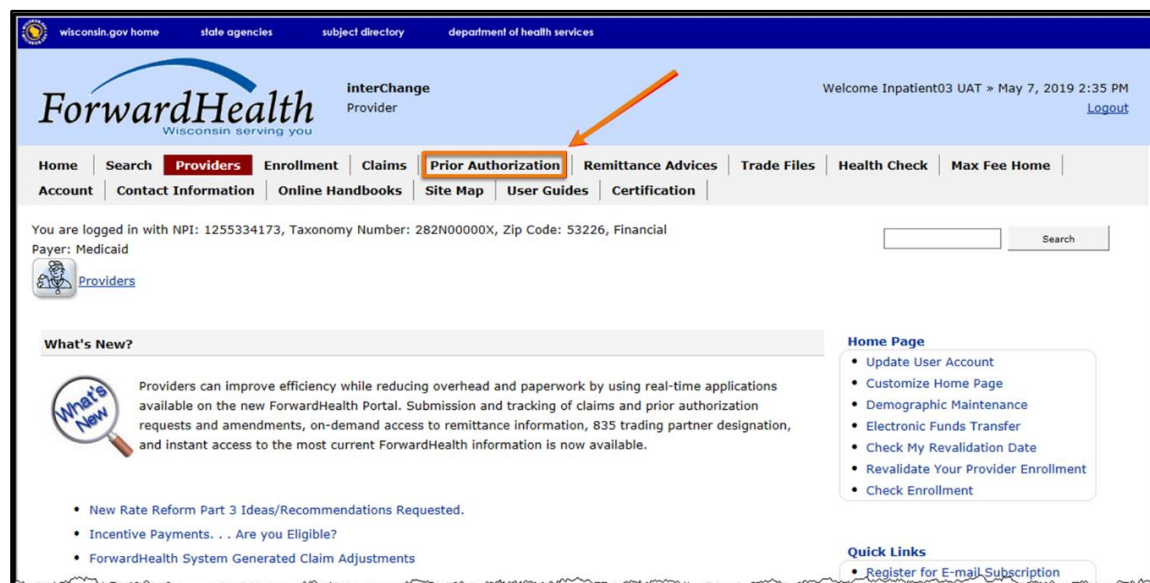 wisconsin.gov home state agencies subject directory department of health services
ForwardHealth
Wisconsin serving you
interChange
Provider
Welcome Inpatient03 UAT » May 7, 2019 2:35 PM
Logout
Home Search Providers Enrollment Claims Prior Authorization Remittance Advices Trade Files Health Check Max Fee Home
Account Contact Information Online Handbooks Site Map User Guides Certification
You are logged in with NPI: 1255334173, Taxonomy Number: 282N00000X, Zip Code: 53226, Financial
Payer: Medicaid
Search
Providers
What's New?
What's
New
Providers can improve efficiency while reducing overhead and paperwork by using real-time applications
available on the new ForwardHealth Portal. Submission and tracking of claims and prior authorization
requests and amendments, on-demand access to remittance information, 835 trading partner designation,
and instant access to the most current ForwardHealth information is now available.
• New Rate Reform Part 3 Ideas/Recommendations Requested.
• Incentive Payments. . . Are you Eligible?
• ForwardHealth System Generated Claim Adjustments
Home Page
• Update User Account
• Customize Home Page
• Demographic Maintenance
• Electronic Funds Transfer
• Check My Revalidation Date
• Revalidate Your Provider Enrollment
• Check Enrollment
Quick Links
• Register for E-mail Subscription